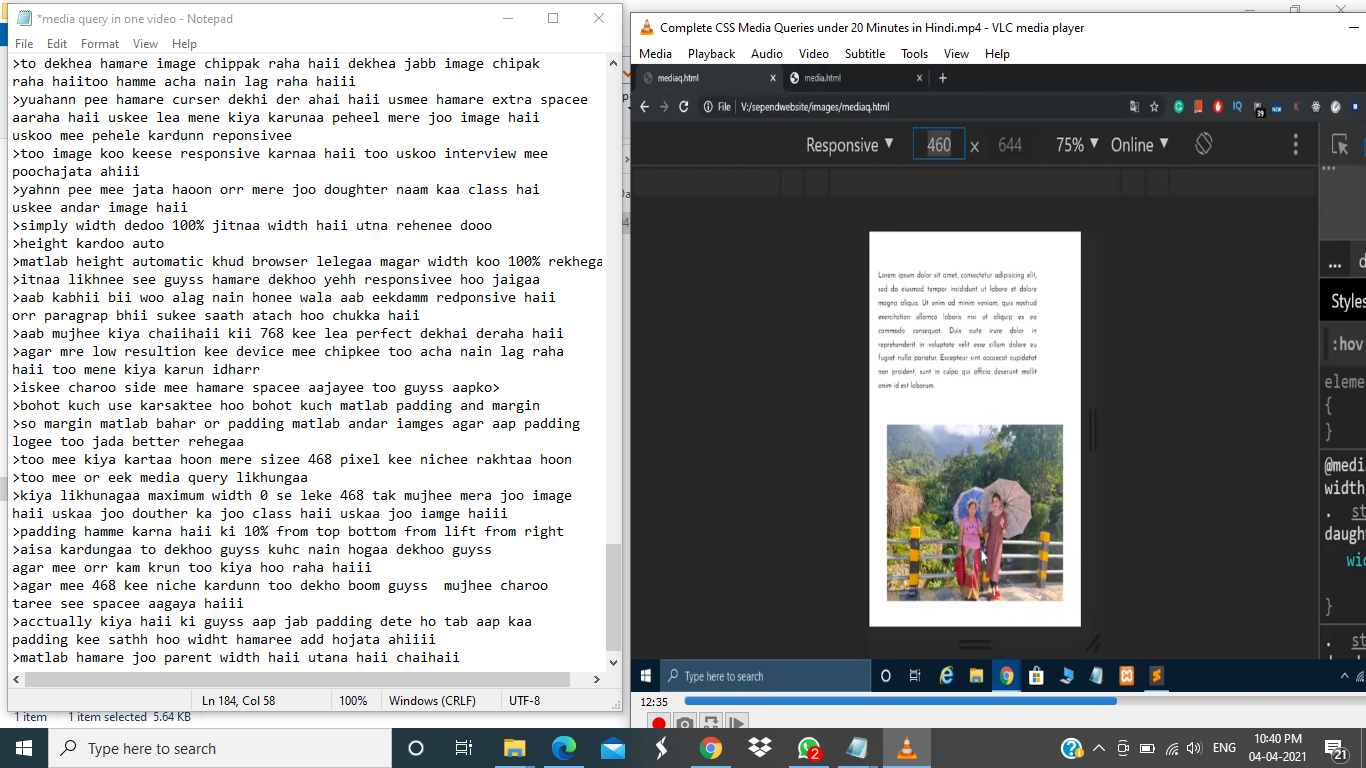 *media query in one video - Notepad
File Edit Format View Help
>to dekhea hamare image chippak raha haii dekhea jabb image chipak
raha haiitoo hamme acha nain lag raha haiii
>yuahann pee hamare curser dekhi der ahai haii usmee hamare extra spacee
aaraha haii uskee lea mene kiya karunaa peheel mere joo image haii
uskoo mee pehele kardunn reponsivee
>too image koo keese responsive karnaa haii too uskoo interview mee
poochajata ahiii
>yahnn pee mee jata haoon orr mere joo doughter naam kaa class hai
uskee andar image haii
>simply width dedoo 100% jitnaa width haii utna rehenee dooo
>height kardoo auto
>matlab height automatic khud browser lelegaa magar width koo 100% rekhega
>itnaa likhnee see guyss hamare dekhoo yehh responsivee hoo jaigaa
>aab kabhii bii woo alag nain honee wala aab eekdamm redponsive haii
orr paragrap bhii sukee saath atach hoo chukka haii
>aab mujhee kiya chaiihaii kii 768 kee lea perfect dekhai deraha haii
>agar mre low resultion kee device mee chipkee too acha nain lag raha
haii too mene kiya karun idharr
>iskee charoo side mee hamare spacee aajayee too guyss aapko>
>bohot kuch use karsaktee hoo bohot kuch matlab padding and margin
>so margin matlab bahar or padding matlab andar iamges agar aap padding
logee too jada better rehegaa
>too mee kiya kartaa hoon mere sizee 468 pixel kee nichee rakhtaa hoon
>too mee or eek media query likhungaa
>kiya likhunagaa maximum width 0 se leke 468 tak mujhee mera joo image
haii uskaa joo douther ka joo class haii uskaa joo iamge haiii
>padding hamme karna haii ki 10% from top bottom from lift from right
>aisa kardungaa to dekhoo guyss kuhc nain hogaa dekhoo guyss
agar mee orr kam krun too kiya hoo raha haiii
>agar mee 468 kee niche kardunn too dekho boom guyss  mujhee charoo
taree see spacee aagaya haiii
>acctually kiya haii ki guyss aap jab padding dete ho tab aap kaa
padding kee sathh hoo widht hamaree add hojata ahiiii
>matlab hamare joo parent width haii utana haii chaihaii
Ln 184, Col 58 100% Windows (CRLF) UTF-8
1 item 1 item selected 5.64 KB
Complete CSS Media Queries under 20 Minutes in Hindi.mp4 - VLC media player
Media Playback Audio Video Subtitle Tools View Help
mediaq.html media.html
File V:/sependwebsite/images/mediaq.html
39
Responsive 460 x 644 75% Online
Lorem ipsum dolor sit amet, consectetur adipisicing elit,
sed do eiusmod tempor incididunt ut labore et dolore
magna aliqua. Ut enim ad minim veniam, quis nostrud
exercitation ullamco laboris nisi ut aliquip ex ea
commodo consequat. Duis aute irure dolor in
reprehenderit in voluptate velit esse cillum dolore eu
fugiat nulla pariatur. Excepteur sint occaecat cupidatat
non proident, sunt in culpa qui officia deserunt mollit
anim id est laborum.
... d
Styles
:hov
eleme
{
}
@medi
width
. st
daught
wid
}
. st
Type here to search
12:35
Type here to search
2
ENG
10:40 PM
04-04-2021
21